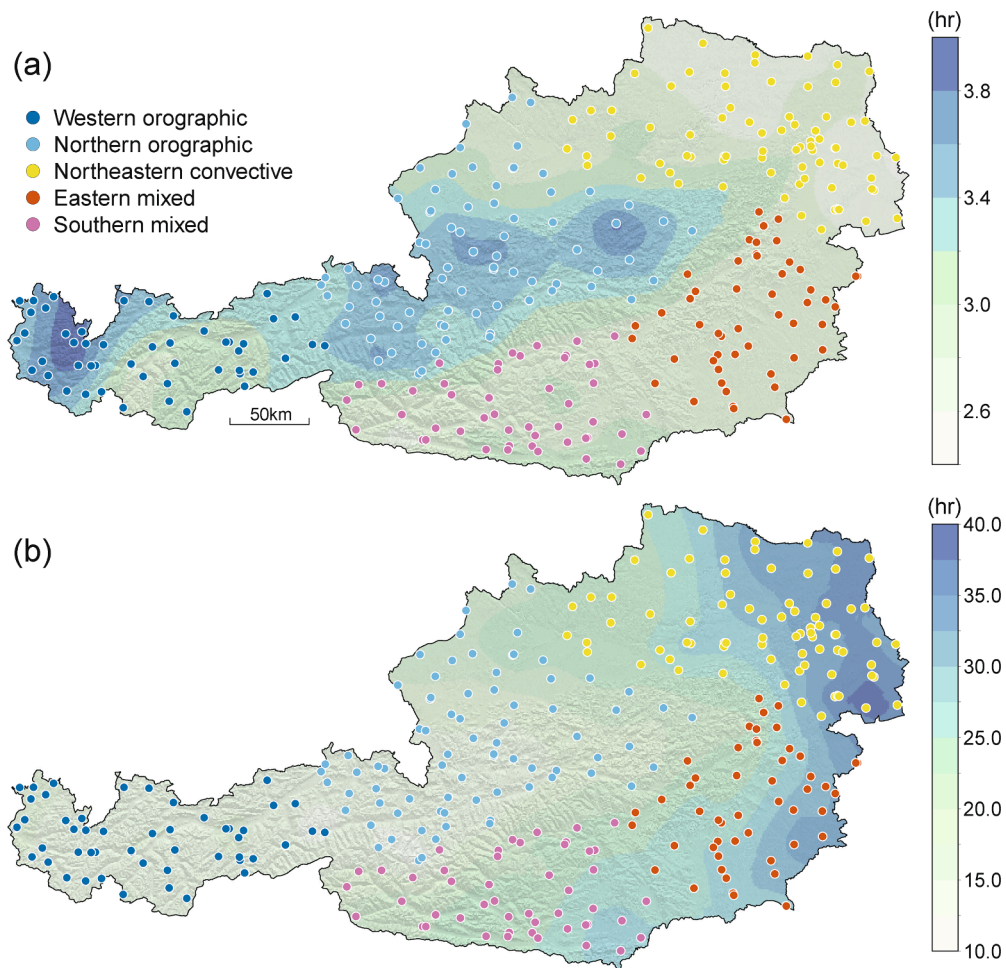 (a)
(hr)
Western orographic
Northern orographic
Northeastern convective
Eastern mixed
Southern mixed
3.8
3.4
3.0
2.6
50km
(b)
(hr)
40.0
35.0
30.0
25.0
20.0
15.0
10.0